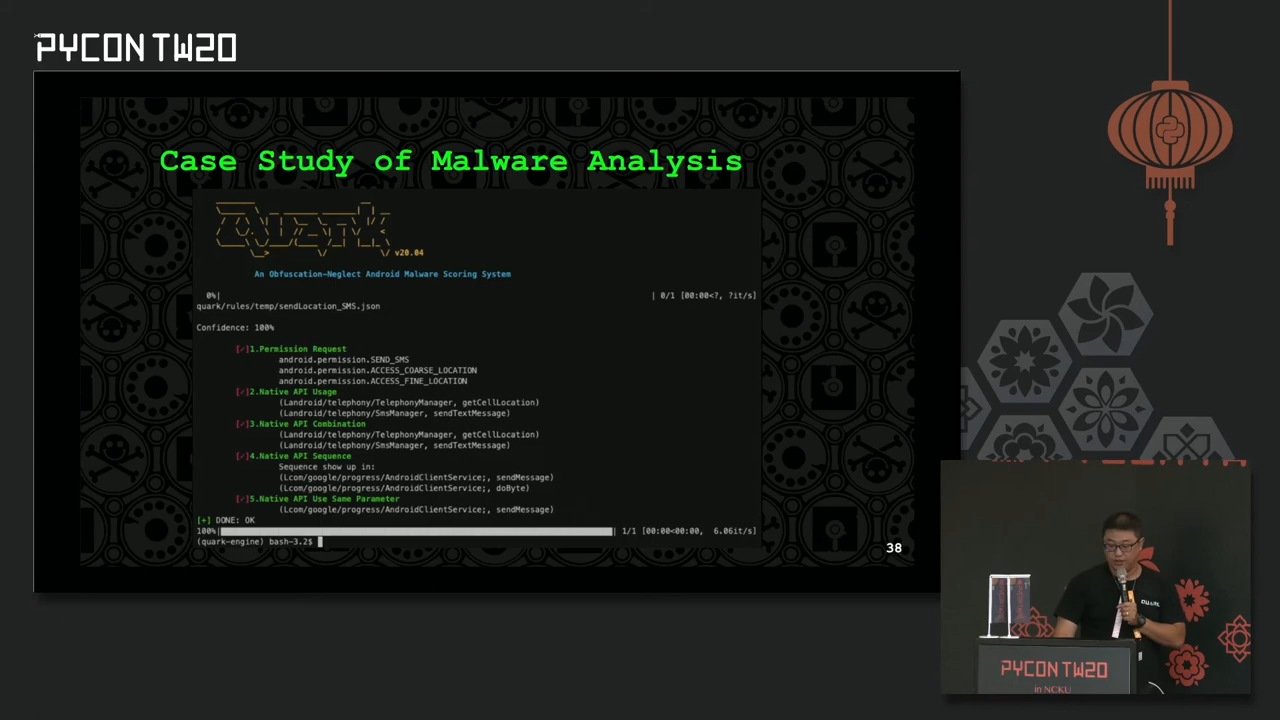 PYCON TW20
Case Study of Malware Analysis
Quark
v20.04
An Obfuscation-Neglect Android Malware Scoring System
0%| | 0/1 [00:00<?, ?it/s]
quark/rules/temp/sendLocation_SMS.json
Confidence: 100%
[✓]1.Permission Request
android.permission.SEND_SMS
android.permission.ACCESS_COARSE_LOCATION
android.permission.ACCESS_FINE_LOCATION
[✓]2.Native API Usage
(Landroid/telephony/TelephonyManager, getCellLocation)
(Landroid/telephony/SmsManager, sendTextMessage)
[✓]3.Native API Combination
(Landroid/telephony/TelephonyManager, getCellLocation)
(Landroid/telephony/SmsManager, sendTextMessage)
[✓]4.Native API Sequence
Sequence show up in:
(Lcom/google/progress/AndroidClientService;, sendMessage)
(Lcom/google/progress/AndroidClientService;, doByte)
[✓]5.Native API Use Same Parameter
(Lcom/google/progress/AndroidClientService;, sendMessage)
[+] DONE: OK
100%| | 1/1 [00:00<00:00, 6.06it/s]
(quark-engine) bash-3.2$
38
QUARK
PYCON TW20
in NCKU